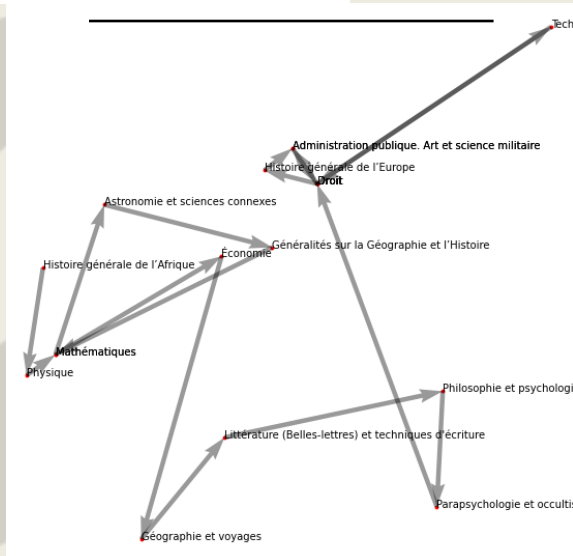 Tech
Administration publique. Art et science militaire
Histoire générale de l'Europe
Droit
Astronomie et sciences connexes
Généralités sur la Géographie et l'Histoire
Économie
Histoire générale de l'Afrique
Mathématiques
Physique
Philosophie et psychologi
Littérature (Belles-lettres) et techniques d'écriture
Parapsychologie et occultis
Géographie et voyages